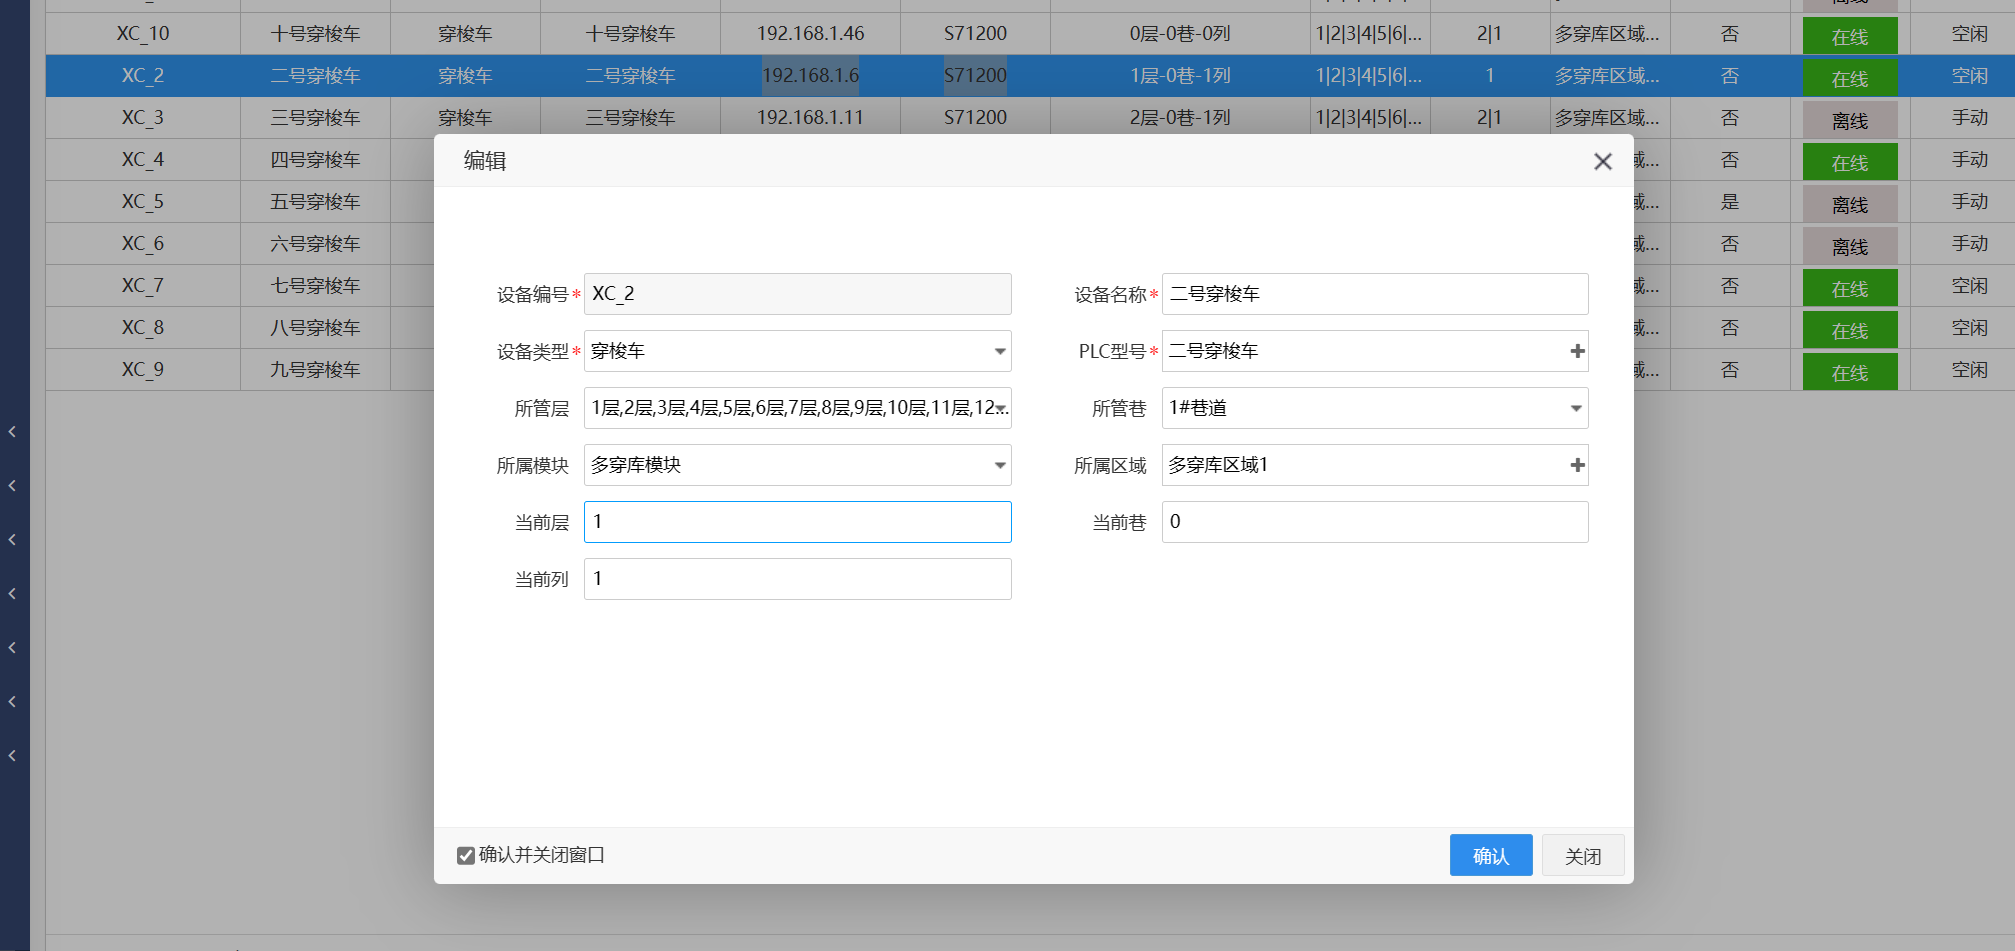 XC_10 十号穿梭车 穿梭车 十号穿梭车 192.168.1.46 S71200 0层-0巷-0列 1|2|3|4|5|6|... 2|1 多穿库区域... 否 在线 空闲
XC_2 二号穿梭车 穿梭车 二号穿梭车 192.168.1.6 S71200 1层-0巷-1列 1|2|3|4|5|6|... 1 多穿库区域... 否 在线 空闲
XC_3 三号穿梭车 穿梭车 三号穿梭车 192.168.1.11 S71200 2层-0巷-1列 1|2|3|4|5|6|... 2|1 多穿库区域... 否 离线 手动
XC_4 四号穿梭车 域... 否 在线 手动
XC_5 五号穿梭车 域... 是 离线 手动
XC_6 六号穿梭车 域... 否 离线 手动
XC_7 七号穿梭车 域... 否 在线 空闲
XC_8 八号穿梭车 域... 否 在线 空闲
XC_9 九号穿梭车 域... 否 在线 空闲
编辑
设备编号* XC_2 设备名称* 二号穿梭车
设备类型* 穿梭车 PLC型号* 二号穿梭车
所管层 1层,2层,3层,4层,5层,6层,7层,8层,9层,10层,11层,12... 所管巷 1#巷道
所属模块 多穿库模块 所属区域 多穿库区域1
当前层 1 当前巷 0
当前列 1
确认并关闭窗口 确认 关闭